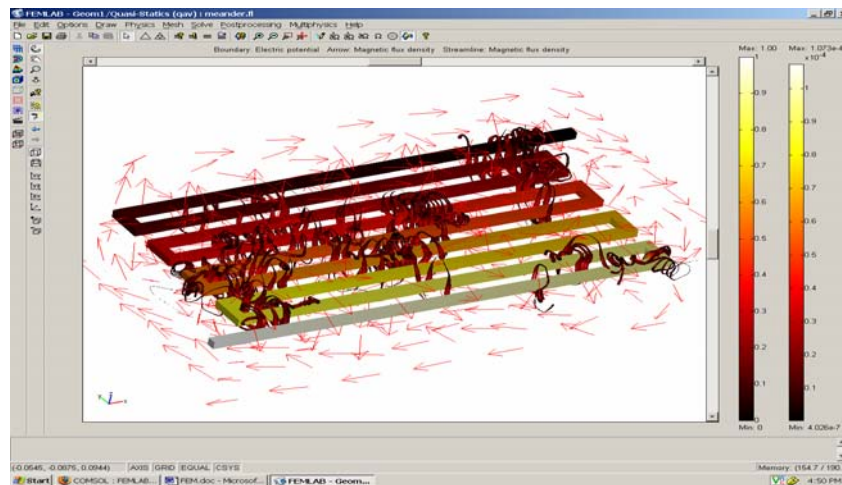 FEMLAB - Geom1/Quasi-Statics (qav) : meander.fl
File Edit Options Draw Physics Mesh Solve Postprocessing Multiphysics Help
Boundary: Electric potential Arrow: Magnetic flux density Streamline: Magnetic flux density
Max: 1.00 Max: 1.073e-4
×10⁻⁴
1 1
0.9 0.9
0.8 0.8
0.7 0.7
0.6 0.6
0.5 0.5
0.4 0.4
0.3 0.3
0.2 0.2
0.1 0.1
0
Min: 0 Min: 4.026e-7
(-0.0545, -0.0875, 0.0944) AXIS GRID EQUAL CSYS Memory: (154.7 / 190.
Start COMSOL : FEMLAB... FEM.doc - Microsof... FEMLAB - Geom... 4:50 PM